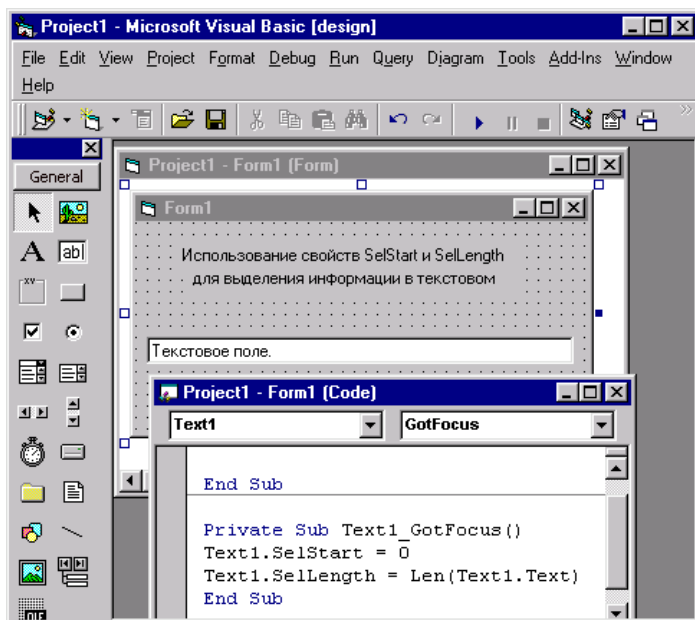 Project1 - Microsoft Visual Basic [design]
File Edit View Project Format Debug Run Query Diagram Tools Add-Ins Window
Help
General
Project1 - Form1 (Form)
Form1
Использование свойств SelStart и SelLength
для выделения информации в текстовом
Текстовое поле.
Project1 - Form1 (Code)
Text1 GotFocus
End Sub
Private Sub Text1_GotFocus()
Text1.SelStart = 0
Text1.SelLength = Len(Text1.Text)
End Sub